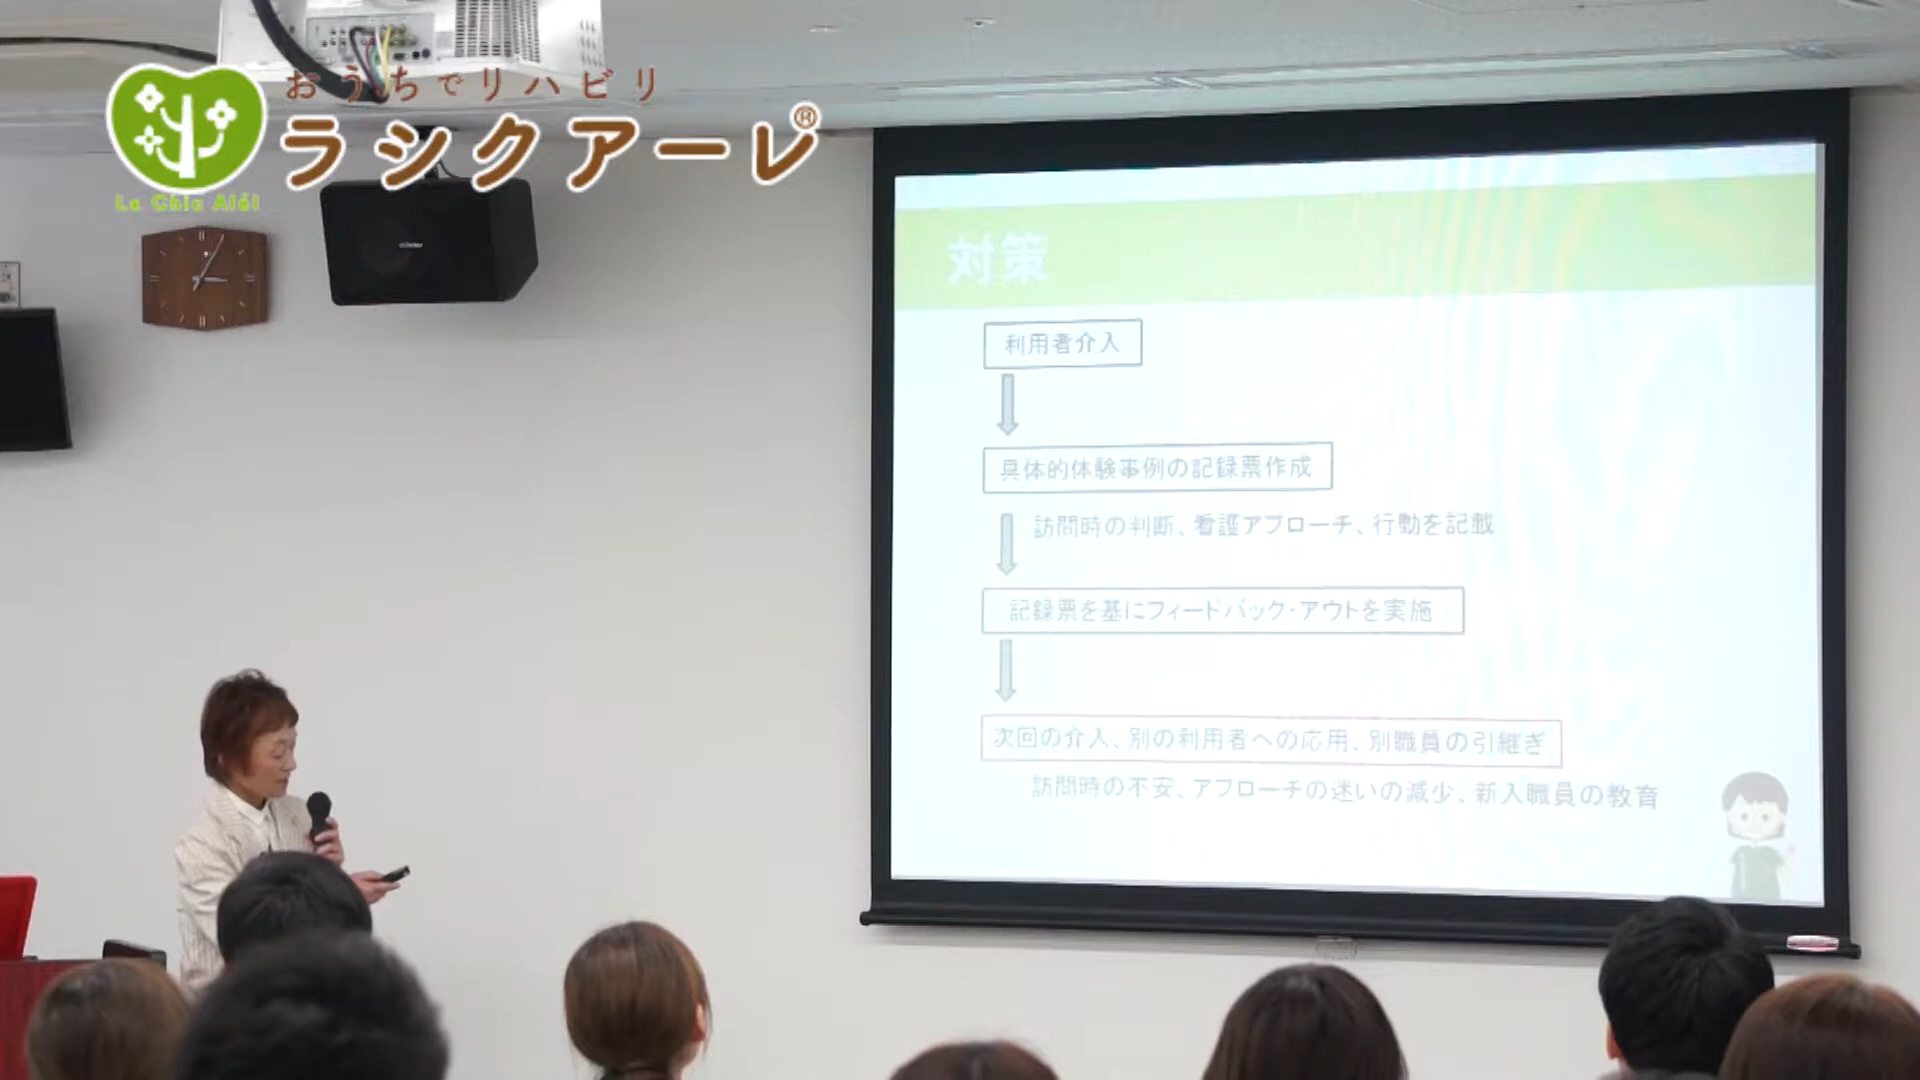 おうちでリハビリ
ラシクアーレ®
対策
利用者介入
具体的体験事例の記録票作成
訪問時の判断、看護アプローチ、行動を記載
記録票を基にフィードバック・アウトを実施
次回の介入、別の利用者への応用、別職員の引継ぎ
訪問時の不安、アプローチの迷いの減少、新入職員の教育